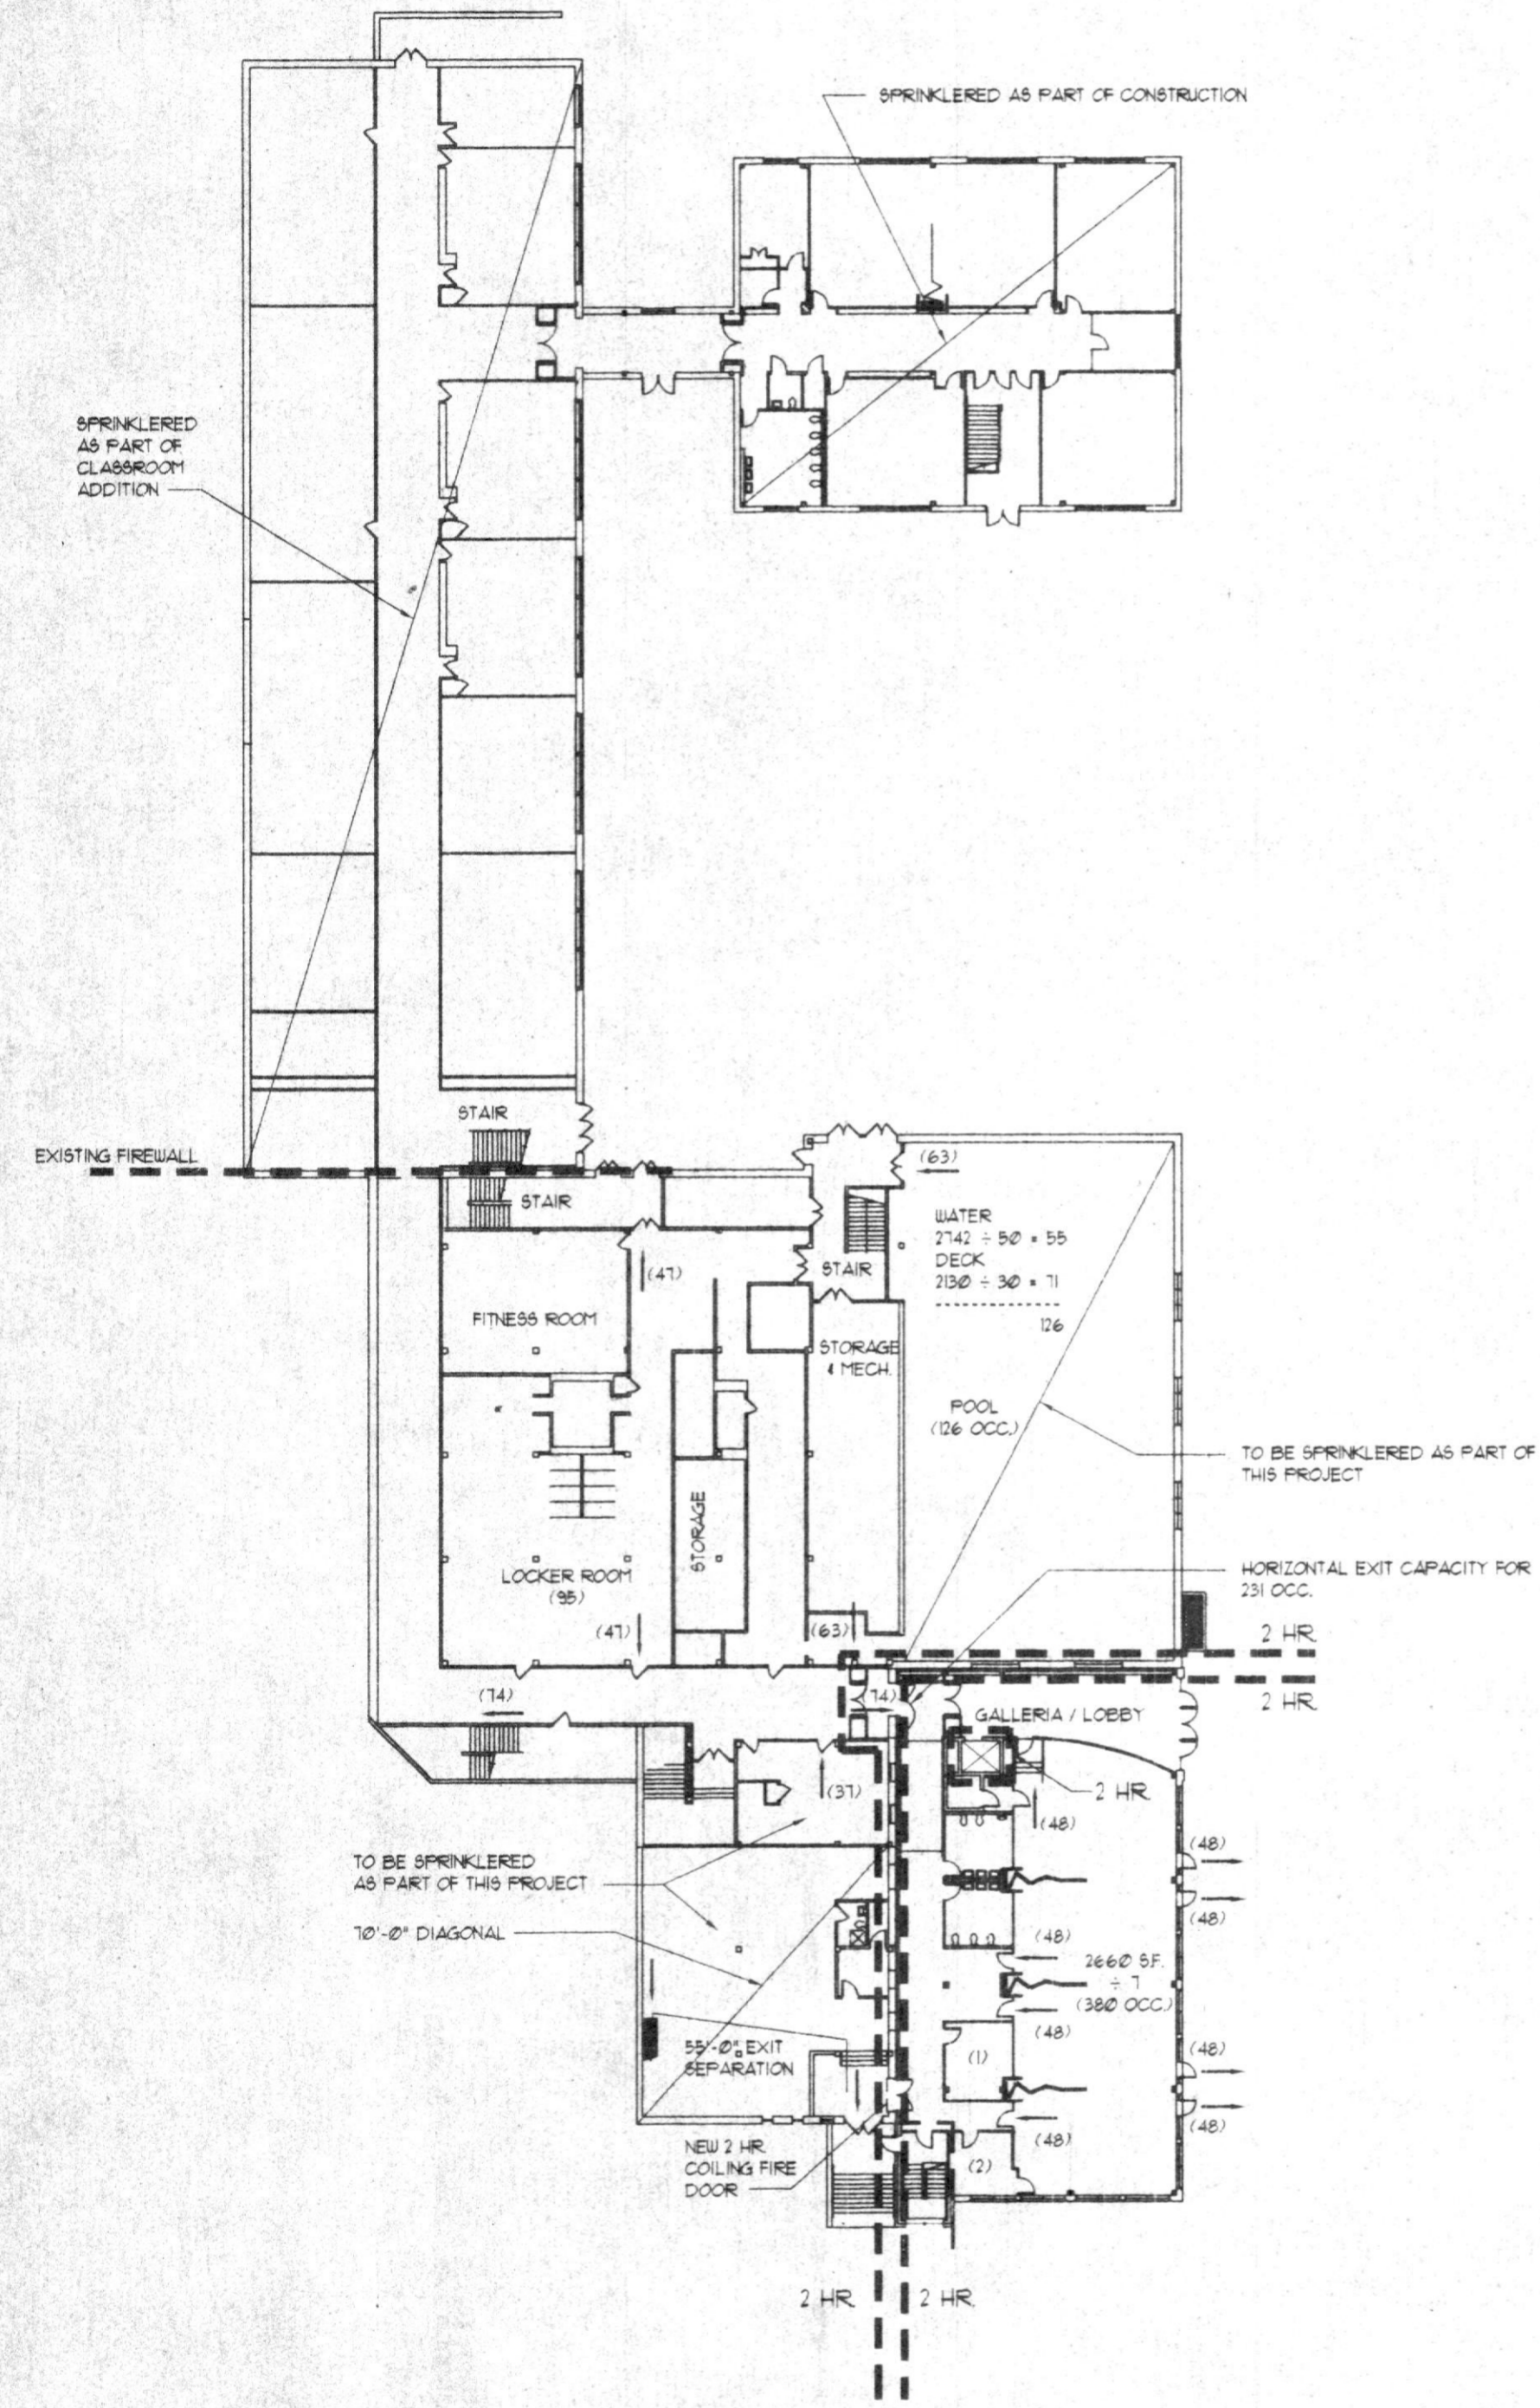 SPRINKLERED AS PART OF CONSTRUCTION
SPRINKLERED
AS PART OF
CLASSROOM
ADDITION
STAIR
EXISTING FIREWALL
STAIR
(63)
WATER
2742 ÷ 50 = 55
DECK
2130 ÷ 30 = 71
126
(47)
STAIR
FITNESS ROOM
STORAGE
& MECH.
POOL
(126 OCC.)
TO BE SPRINKLERED AS PART OF
THIS PROJECT
STORAGE
LOCKER ROOM
(95)
HORIZONTAL EXIT CAPACITY FOR
231 OCC.
(47)
(63)
2 HR.
2 HR.
(74)
(74)
GALLERIA / LOBBY
2 HR.
(37)
(48)
(48)
TO BE SPRINKLERED
AS PART OF THIS PROJECT
(48)
70'-0" DIAGONAL
(48)
2660 S.F.
÷ 7
(380 OCC.)
(48)
55'-0" EXIT
SEPARATION
(1)
(48)
(48)
(48)
NEW 2 HR.
COILING FIRE
DOOR
(2)
2 HR.
2 HR.